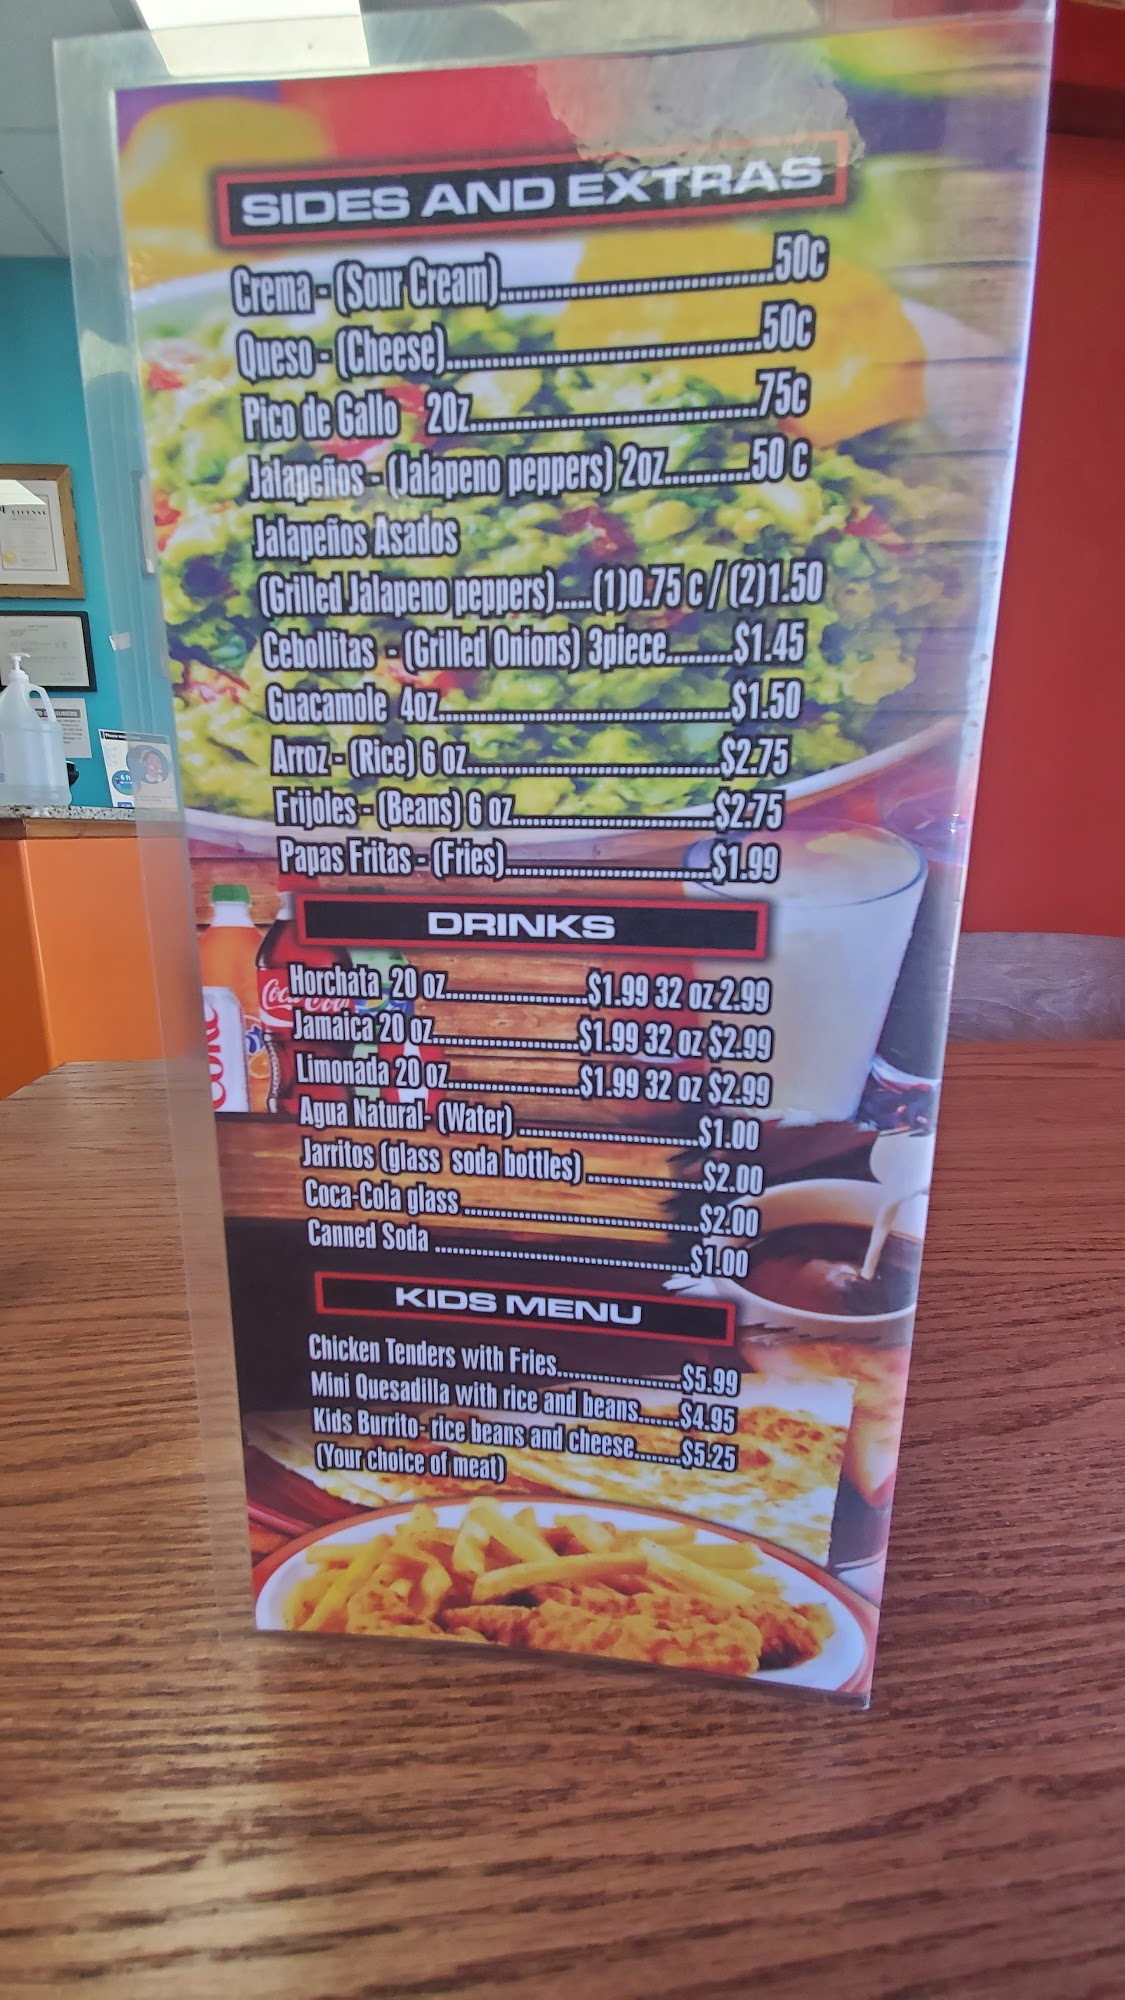 SIDES AND EXTRAS
Crema - (Sour Cream)..........50c
Queso - (Cheese)..........50c
Pico de Gallo 2oz..........75c
Jalapeños - (Jalapeno peppers) 2oz..........50 c
Jalapeños Asados
(Grilled Jalapeno peppers).....(1)0.75 c / (2)1.50
Cebollitas - (Grilled Onions) 3piece.........$1.45
Guacamole 4oz..........$1.50
Arroz - (Rice) 6 oz..........$2.75
Frijoles - (Beans) 6 oz..........$2.75
Papas Fritas - (Fries)..........$1.99
DRINKS
Horchata 20 oz..........$1.99 32 oz 2.99
Jamaica 20 oz..........$1.99 32 oz $2.99
Limonada 20 oz..........$1.99 32 oz $2.99
Agua Natural- (Water) ..........$1.00
Jarritos (glass soda bottles) ..........$2.00
Coca-Cola glass ..........$2.00
Canned Soda ..........$1.00
KIDS MENU
Chicken Tenders with Fries..........$5.99
Mini Quesadilla with rice and beans.......$4.95
Kids Burrito- rice beans and cheese........$5.25
(Your choice of meat)
Coca-Cola